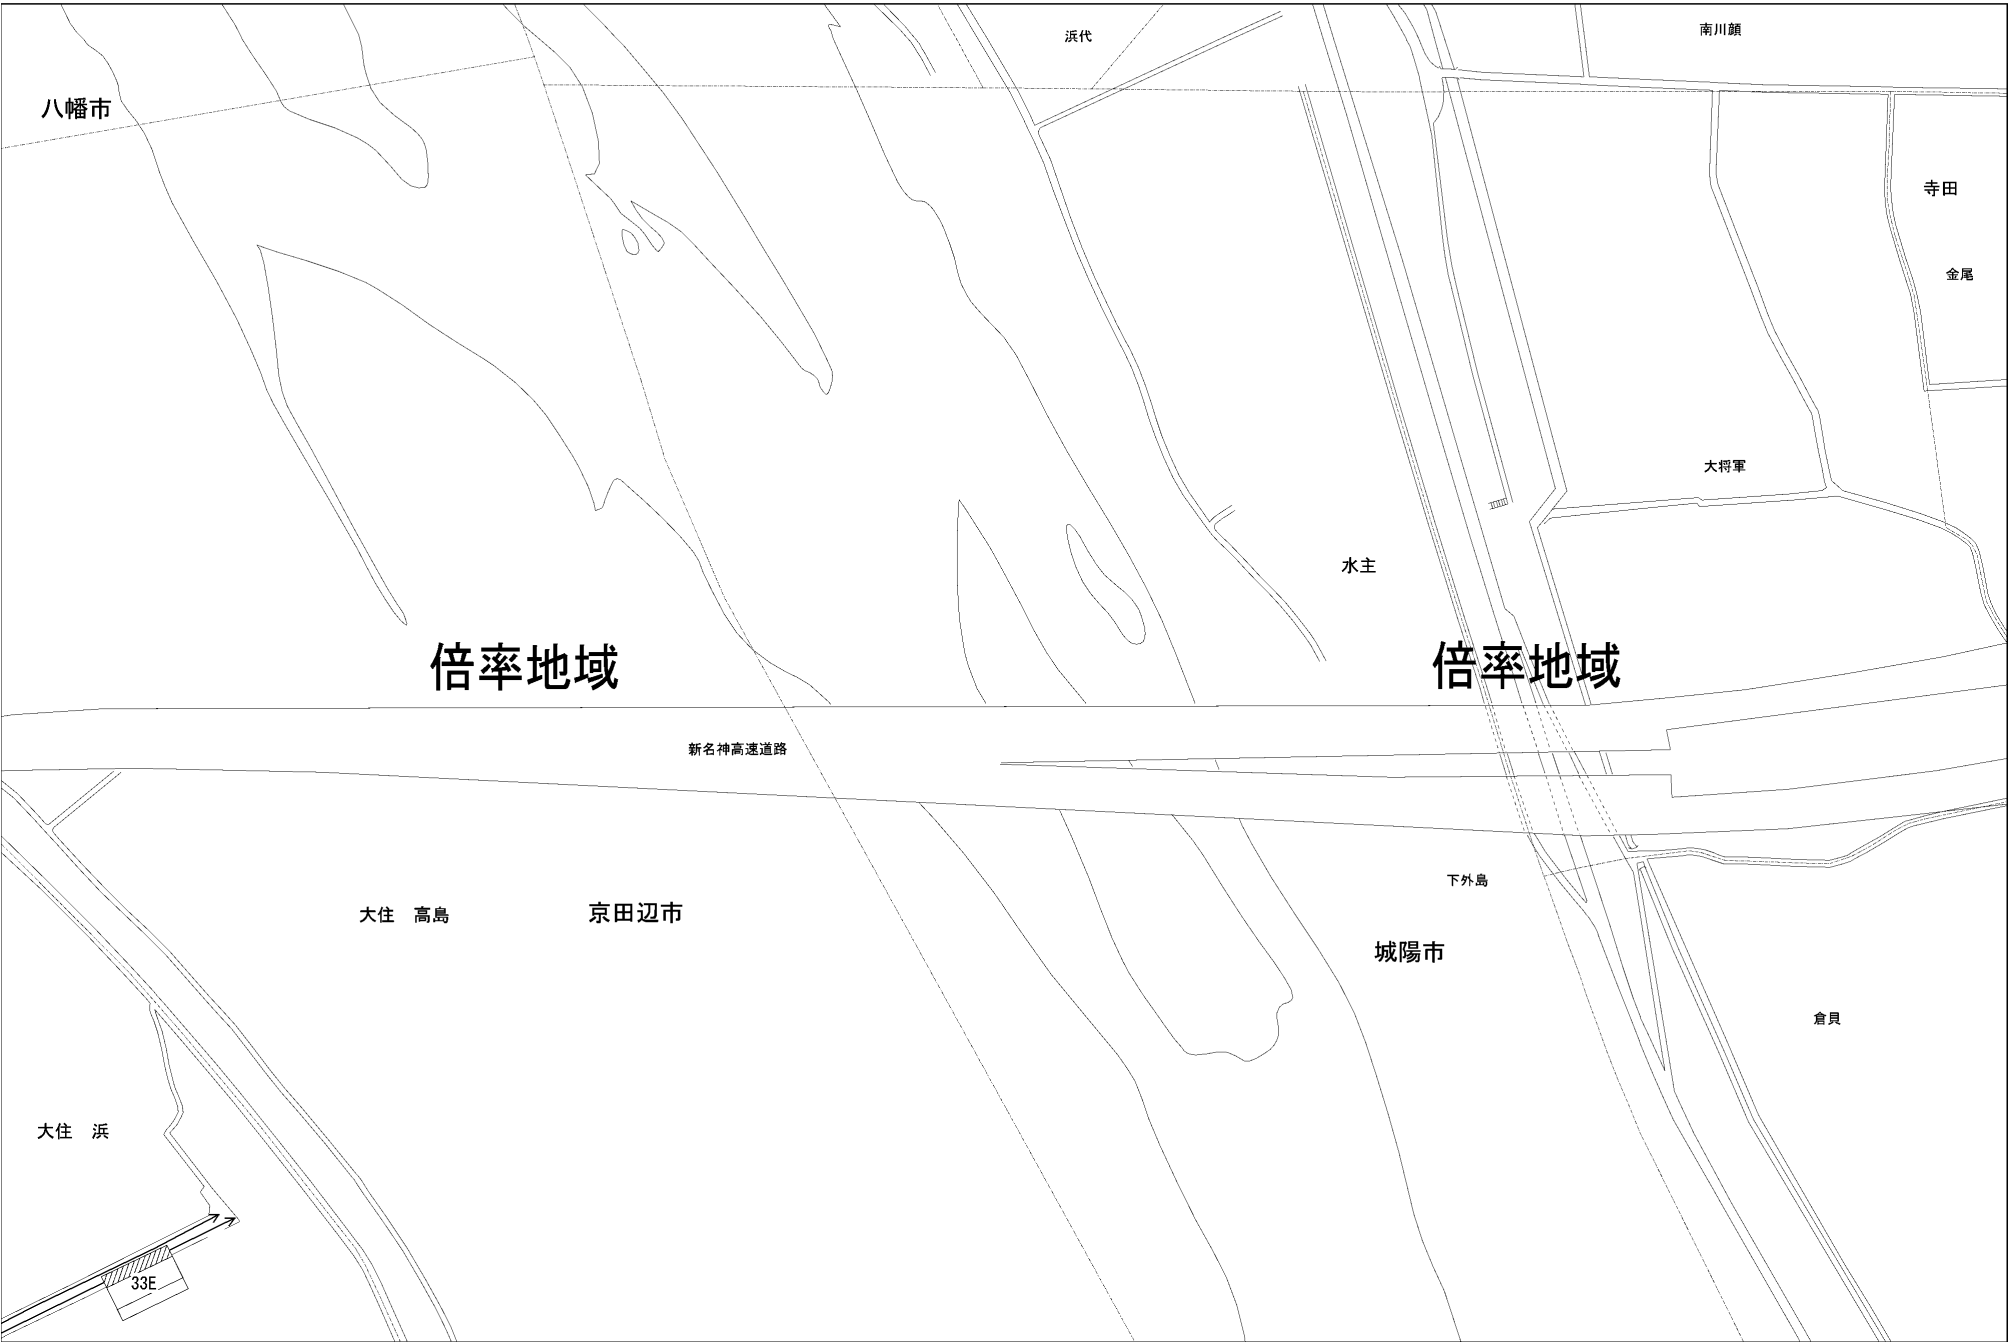 浜代
南川顔
八幡市
寺田
金尾
大将軍
水主
倍率地域
倍率地域
新名神高速道路
下外島
大住　高島
京田辺市
城陽市
倉貝
大住　浜
33E